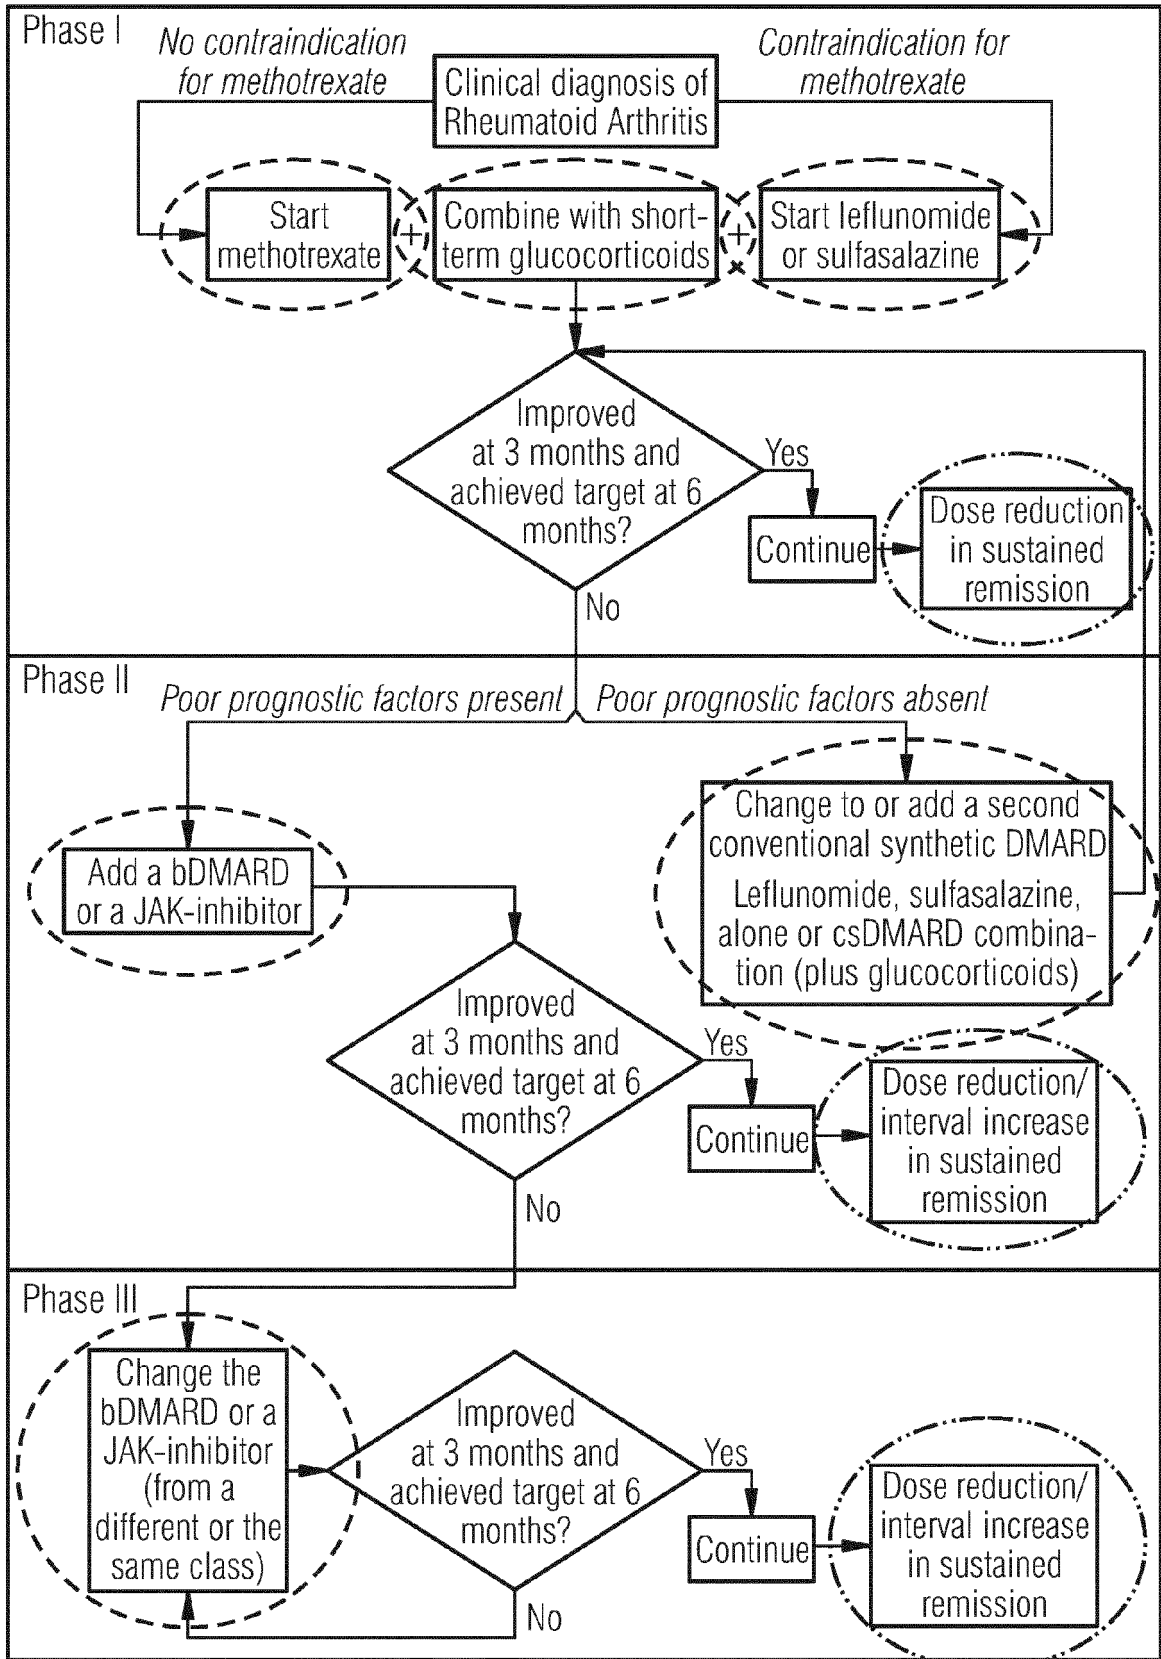 Phase I
No contraindication
for methotrexate
Clinical diagnosis of
Rheumatoid Arthritis
Contraindication for
methotrexate
Start
methotrexate
+
Combine with short-
term glucocorticoids
+
Start leflunomide
or sulfasalazine
Improved
at 3 months and
achieved target at 6
months?
Yes
Continue
Dose reduction
in sustained
remission
No
Phase II
Poor prognostic factors present
Poor prognostic factors absent
Add a bDMARD
or a JAK-inhibitor
Change to or add a second
conventional synthetic DMARD
Leflunomide, sulfasalazine,
alone or csDMARD combina-
tion (plus glucocorticoids)
Improved
at 3 months and
achieved target at 6
months?
Yes
Continue
Dose reduction/
interval increase
in sustained
remission
No
Phase III
Change the
bDMARD or a
JAK-inhibitor
(from a
different or the
same class)
Improved
at 3 months and
achieved target at 6
months?
Yes
Continue
Dose reduction/
interval increase
in sustained
remission
No